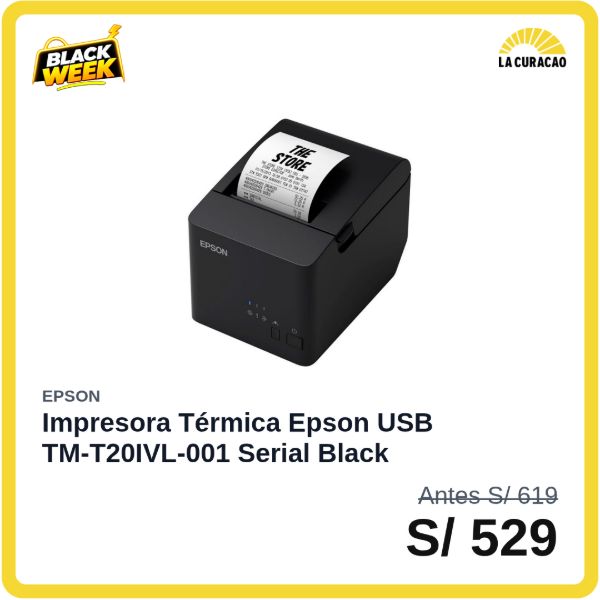 BLACK
WEEK
LA CURACAO
THE
STORE
EPSON
EPSON
Impresora Térmica Epson USB
TM-T20IVL-001 Serial Black
Antes S/ 619
S/ 529